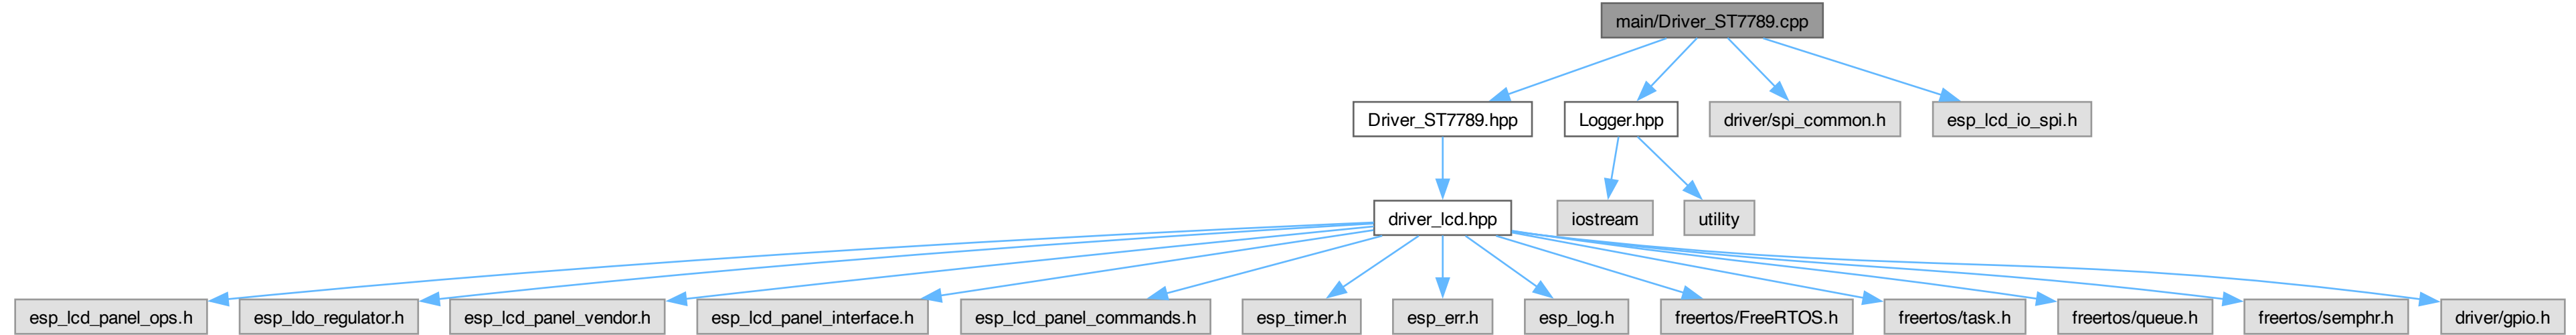 main/Driver_ST7789.cpp
Driver_ST7789.hpp
Logger.hpp
driver/spi_common.h
esp_lcd_io_spi.h
driver_lcd.hpp
iostream
utility
esp_lcd_panel_ops.h
esp_ldo_regulator.h
esp_lcd_panel_vendor.h
esp_lcd_panel_interface.h
esp_lcd_panel_commands.h
esp_timer.h
esp_err.h
esp_log.h
freertos/FreeRTOS.h
freertos/task.h
freertos/queue.h
freertos/semphr.h
driver/gpio.h